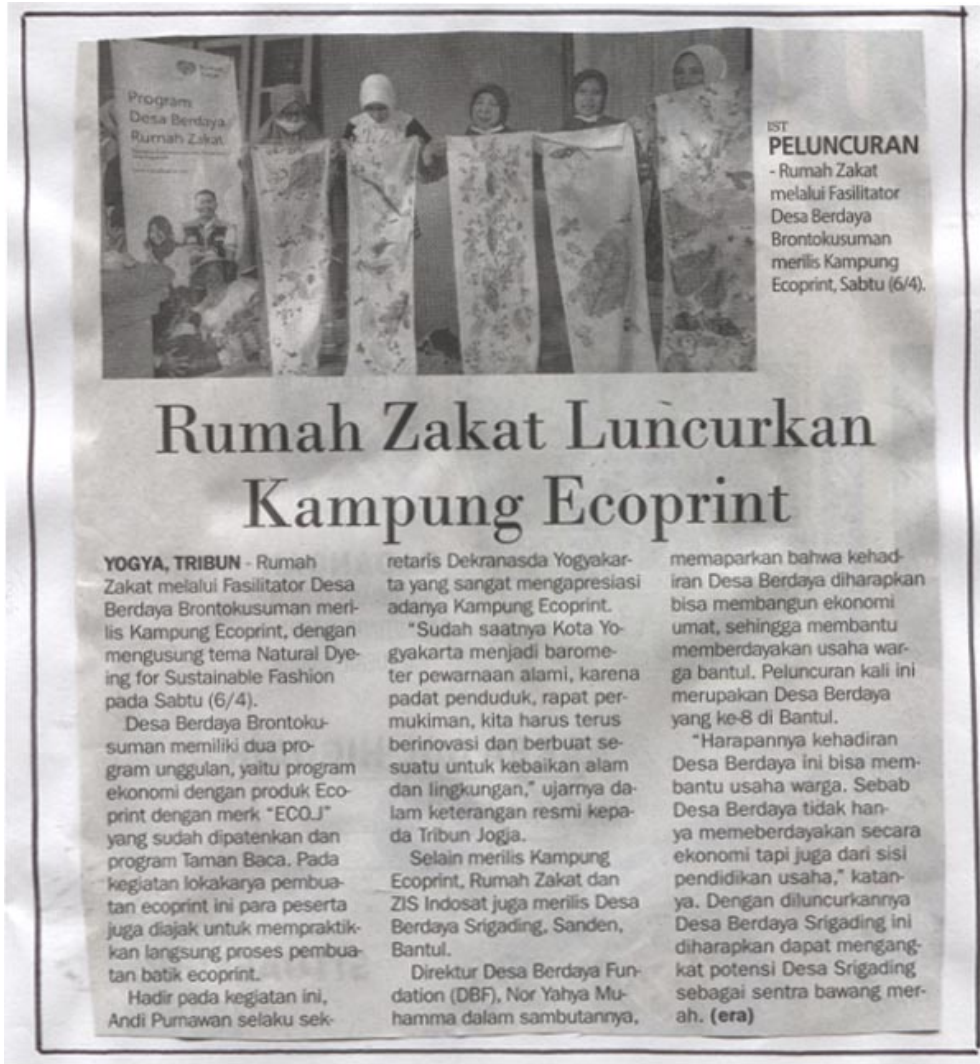 Program
Desa Berdaya
Rumah Zakat
IST
PELUNCURAN
- Rumah Zakat
melalui Fasilitator
Desa Berdaya
Brontokusuman
merilis Kampung
Ecoprint, Sabtu (6/4).
Rumah Zakat Luncurkan
Kampung Ecoprint
YOGYA, TRIBUN - Rumah
Zakat melalui Fasilitator Desa
Berdaya Brontokusuman meri-
lis Kampung Ecoprint, dengan
mengusung tema Natural Dye-
ing for Sustainable Fashion
pada Sabtu (6/4).
Desa Berdaya Brontoku-
suman memiliki dua pro-
gram unggulan, yaitu program
ekonomi dengan produk Eco-
print dengan merk "ECO.J"
yang sudah dipatenkan dan
program Taman Baca. Pada
kegiatan lokakarya pembua-
tan ecoprint ini para peserta
juga diajak untuk mempraktik-
kan langsung proses pembua-
tan batik ecoprint.
Hadir pada kegiatan ini,
Andi Purnawan selaku sek-
retaris Dekranasda Yogyakar-
ta yang sangat mengapresiasi
adanya Kampung Ecoprint.
"Sudah saatnya Kota Yo-
gyakarta menjadi barome-
ter pewarnaan alami, karena
padat penduduk, rapat per-
mukiman, kita harus terus
berinovasi dan berbuat se-
suatu untuk kebaikan alam
dan lingkungan," ujarnya da-
lam keterangan resmi kepa-
da Tribun Jogja.
Selain merilis Kampung
Ecoprint, Rumah Zakat dan
ZIS Indosat juga merilis Desa
Berdaya Srigading, Sanden,
Bantul.
Direktur Desa Berdaya Fun-
dation (DBF), Nor Yahya Mu-
hamma dalam sambutannya,
memaparkan bahwa kehad-
iran Desa Berdaya diharapkan
bisa membangun ekonomi
umat, sehingga membantu
memberdayakan usaha war-
ga bantul. Peluncuran kali ini
merupakan Desa Berdaya
yang ke-8 di Bantul.
"Harapannya kehadiran
Desa Berdaya ini bisa mem-
bantu usaha warga. Sebab
Desa Berdaya tidak han-
ya memeberdayakan secara
ekonomi tapi juga dari sisi
pendidikan usaha," katan-
ya. Dengan diluncurkannya
Desa Berdaya Srigading ini
diharapkan dapat mengang-
kat potensi Desa Srigading
sebagai sentra bawang mer-
ah. (era)